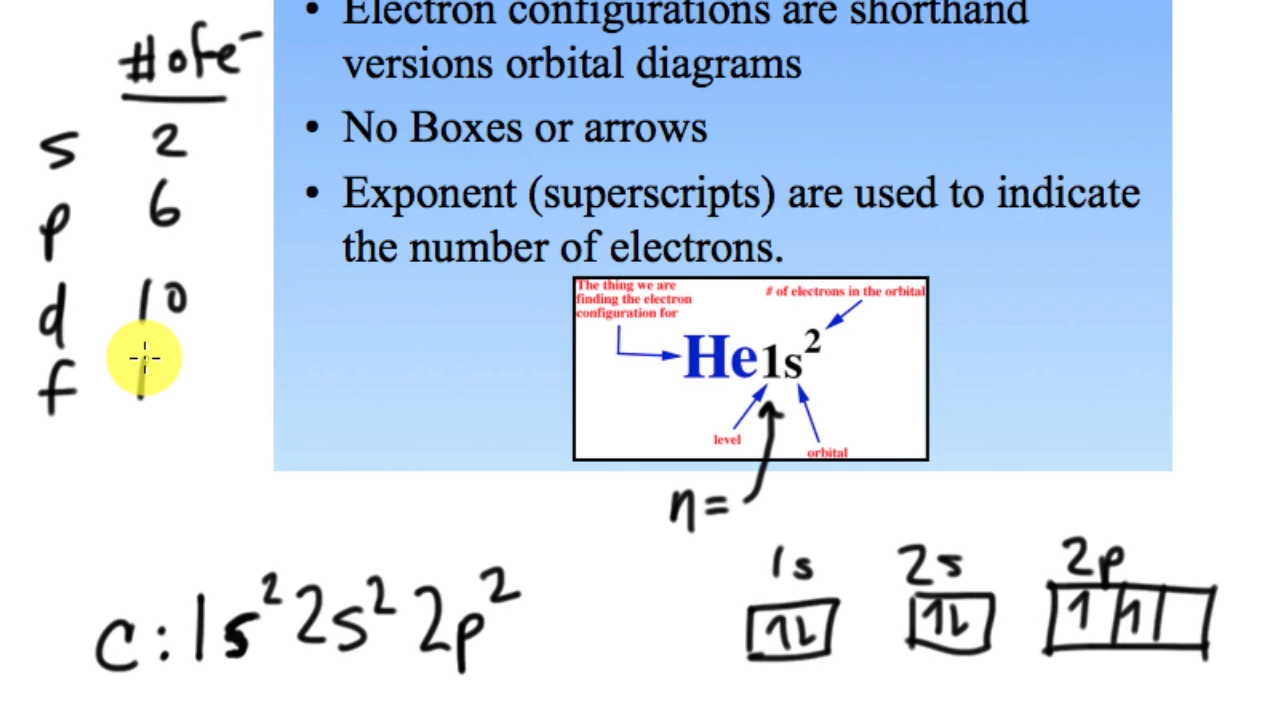 # of e⁻
s 2
p 6
d 10
f 1
• Electron configurations are shorthand
versions orbital diagrams
• No Boxes or arrows
• Exponent (superscripts) are used to indicate
the number of electrons.
The thing we are
finding the electron
configuration for
# of electrons in the orbital
He1s²
level
orbital
n=
C: 1s² 2s² 2p²
1s 2s 2p